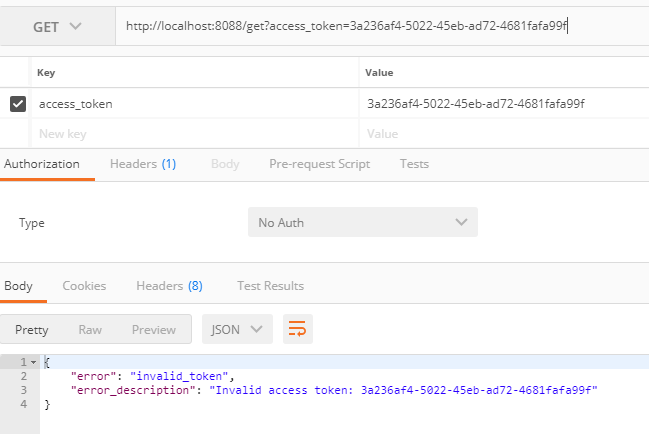 GET http://localhost:8088/get?access_token=3a236af4-5022-45eb-ad72-4681fafa99f
Key Value
access_token 3a236af4-5022-45eb-ad72-4681fafa99f
New key Value
Authorization Headers (1) Body Pre-request Script Tests
Type No Auth
Body Cookies Headers (8) Test Results
Pretty Raw Preview JSON
1 {
2 "error": "invalid_token",
3 "error_description": "Invalid access token: 3a236af4-5022-45eb-ad72-4681fafa99f"
4 }